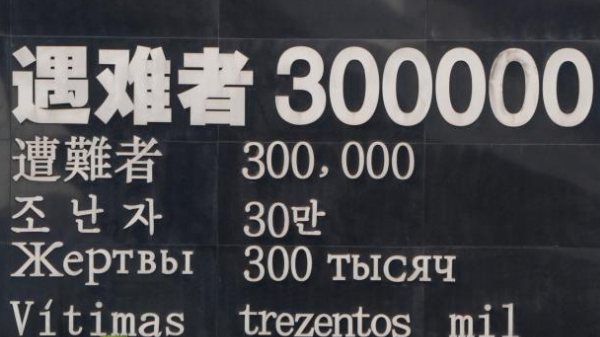 遇难者 300000
遭難者 300,000
조난자 30만
Жертвы 300 тысяч
Vítimas trezentos mil